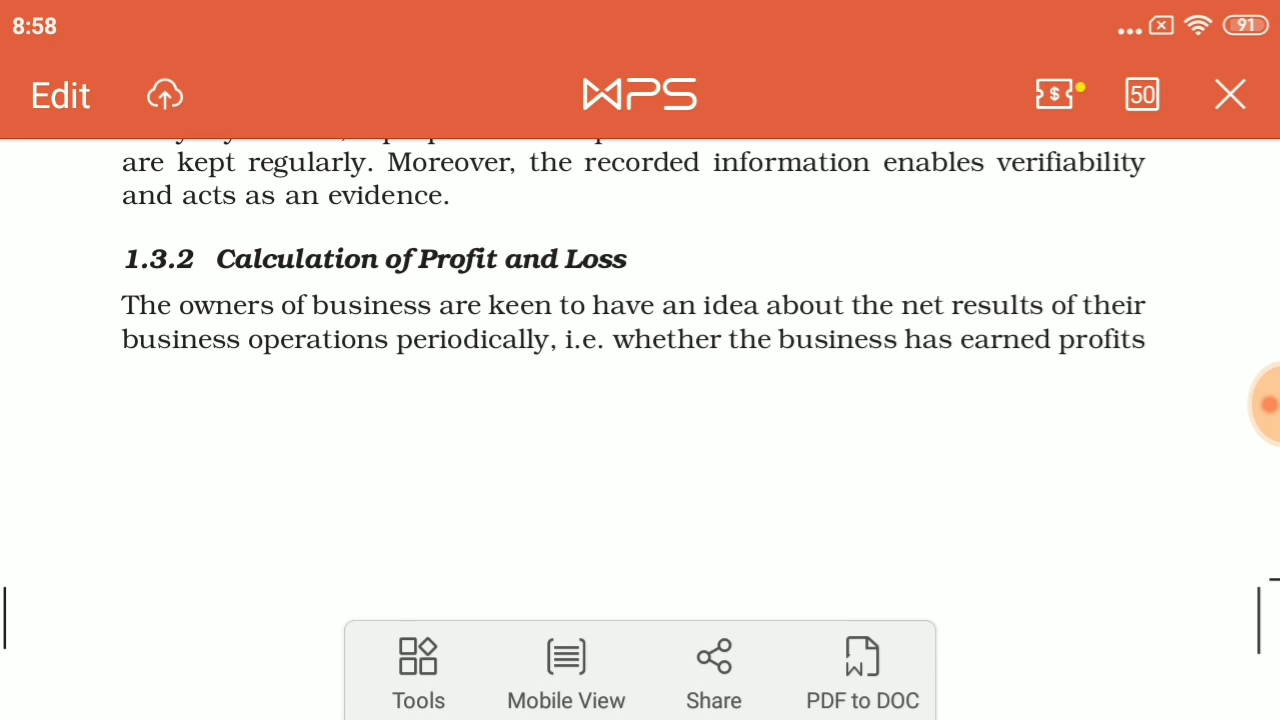 8:58
91
Edit
WPS
$
50
are kept regularly. Moreover, the recorded information enables verifiability
and acts as an evidence.
1.3.2 Calculation of Profit and Loss
The owners of business are keen to have an idea about the net results of their
business operations periodically, i.e. whether the business has earned profits
Tools
Mobile View
Share
W
PDF to DOC